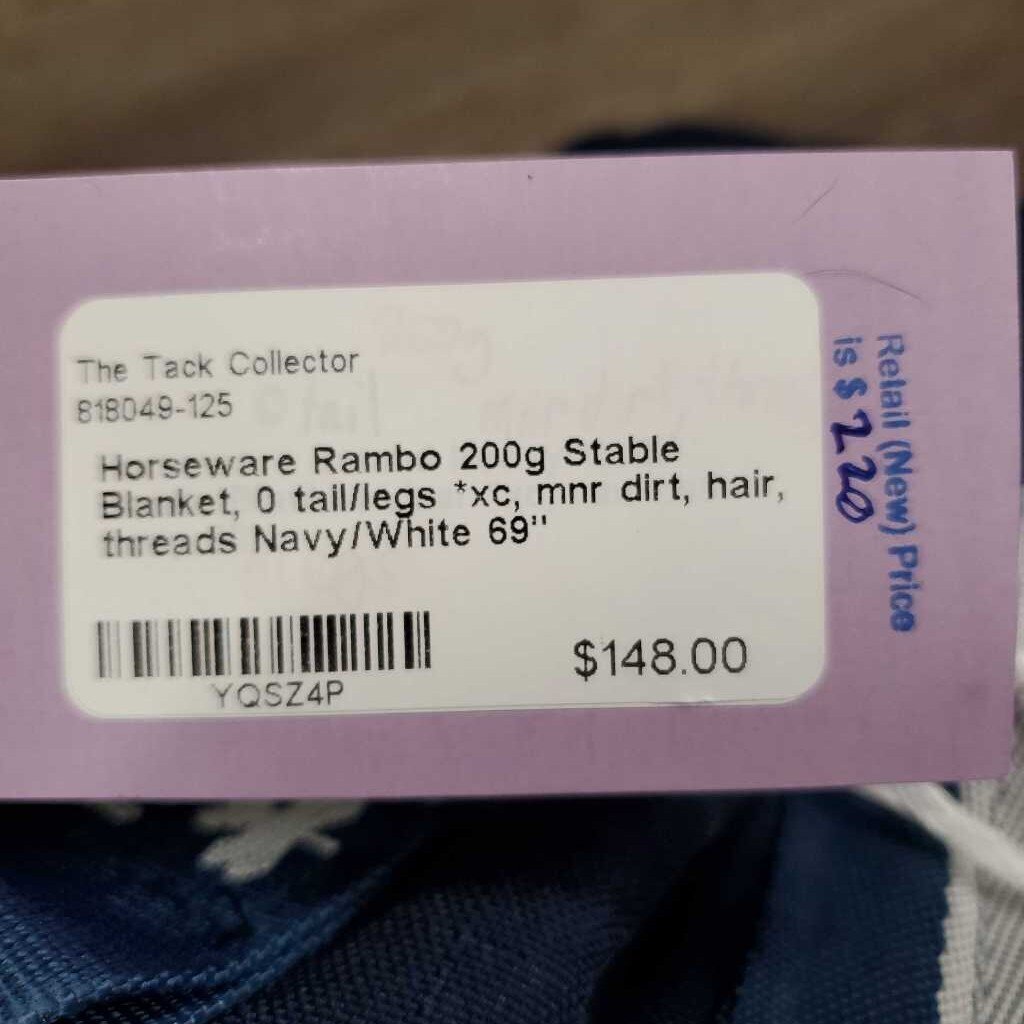 The Tack Collector
818049-125
Horseware Rambo 200g Stable
Blanket, 0 tail/legs *xc, mnr dirt, hair,
threads Navy/White 69"
YQSZ4P
$148.00
Retail (New) Price
is $ 220